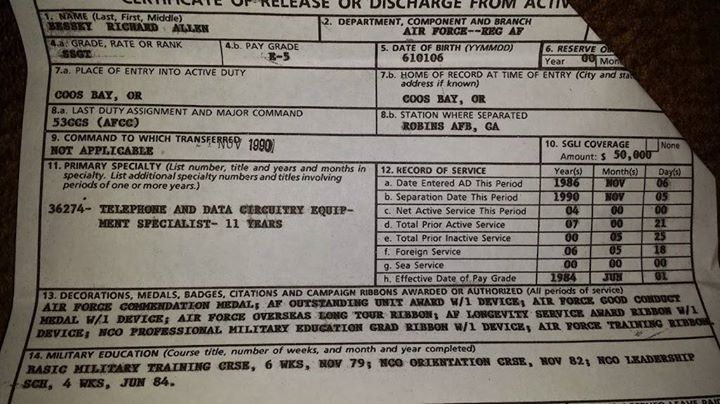 CERTIFICATE OF RELEASE OR DISCHARGE FROM ACTIV
1. NAME (Last, First, Middle)
BESSEY RICHARD ALLEN
2. DEPARTMENT, COMPONENT AND BRANCH
AIR FORCE--REG AF
4.a. GRADE, RATE OR RANK
SSGT
4.b. PAY GRADE
E-5
5. DATE OF BIRTH (YYMMDD)
610106
6. RESERVE OB
Year 00 Mon
7.a. PLACE OF ENTRY INTO ACTIVE DUTY
COOS BAY, OR
7.b. HOME OF RECORD AT TIME OF ENTRY (City and sta
address if known)
COOS BAY, OR
8.a. LAST DUTY ASSIGNMENT AND MAJOR COMMAND
53CCS (AFCC)
8.b. STATION WHERE SEPARATED
ROBINS AFB, GA
9. COMMAND TO WHICH TRANSFERRED
NOV 1990
NOT APPLICABLE
10. SGLI COVERAGE None
Amount: $ 50,000
11. PRIMARY SPECIALTY (List number, title and years and months in
specialty. List additional specialty numbers and titles involving
periods of one or more years.)
36274- TELEPHONE AND DATA CIRCUITRY EQUIP-
MENT SPECIALIST- 11 YEARS
12. RECORD OF SERVICE Year(s) Month(s) Day(s)
a. Date Entered AD This Period 1986 NOV 06
b. Separation Date This Period 1990 NOV 05
c. Net Active Service This Period 04 00 00
d. Total Prior Active Service 07 00 21
e. Total Prior Inactive Service 00 05 25
f. Foreign Service 06 05 18
g. Sea Service 00 00 00
h. Effective Date of Pay Grade 1984 JUN 01
13. DECORATIONS, MEDALS, BADGES, CITATIONS AND CAMPAIGN RIBBONS AWARDED OR AUTHORIZED (All periods of service)
AIR FORCE COMMENDATION MEDAL; AF OUTSTANDING UNIT AWARD W/1 DEVICE; AIR FORCE GOOD CONDUCT
MEDAL W/1 DEVICE; AIR FORCE OVERSEAS LONG TOUR RIBBON; AF LONGEVITY SERVICE AWARD RIBBON W/1
DEVICE; NCO PROFESSIONAL MILITARY EDUCATION GRAD RIBBON W/1 DEVICE; AIR FORCE TRAINING RIBBON
14. MILITARY EDUCATION (Course title, number of weeks, and month and year completed)
BASIC MILITARY TRAINING CRSE, 6 WKS, NOV 79; NCO ORIENTATION CRSE, NOV 82; NCO LEADERSHIP
SCH, 4 WKS, JUN 84.